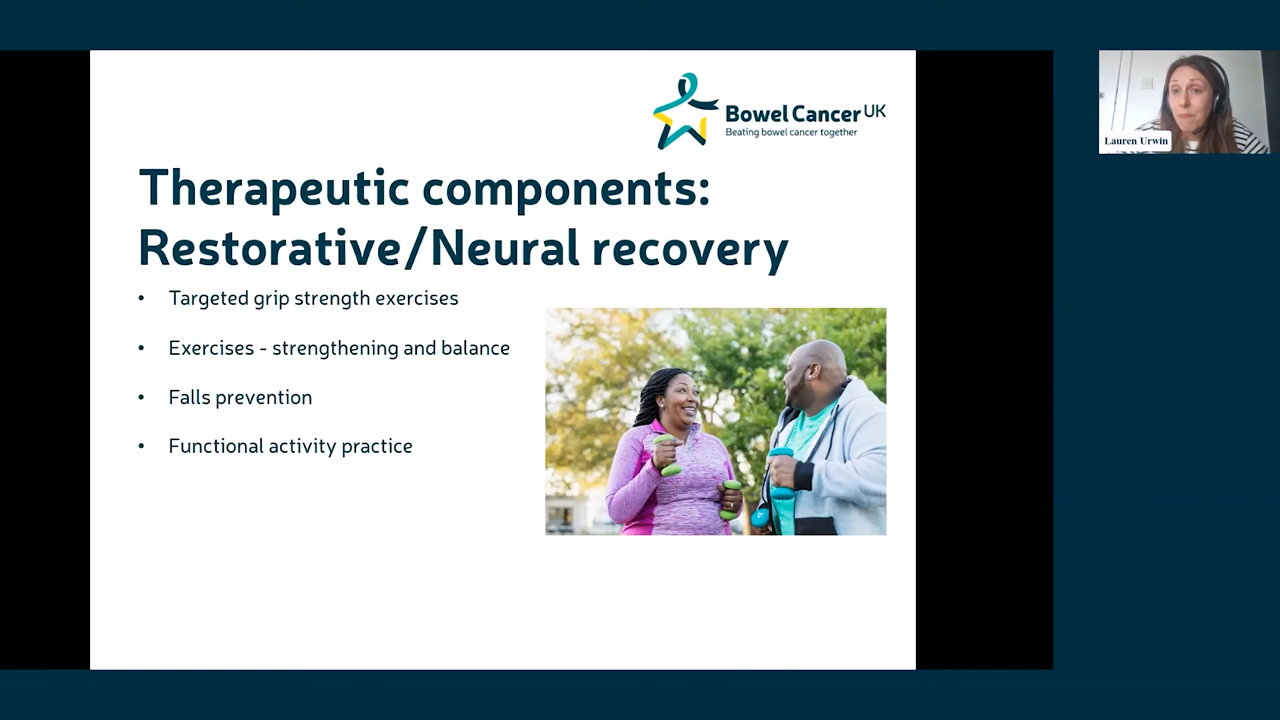 Bowel Cancer UK
Beating bowel cancer together
Lauren Urwin
Therapeutic components:
Restorative/Neural recovery
• Targeted grip strength exercises
• Exercises - strengthening and balance
• Falls prevention
• Functional activity practice